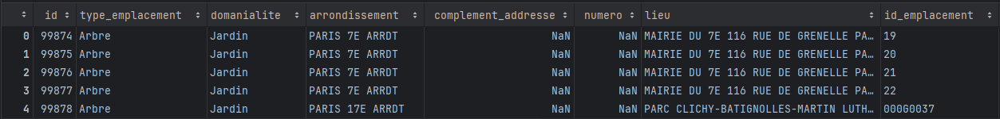 id type_emplacement domanialite arrondissement complement_addresse numero lieu id_emplacement
0 99874 Arbre Jardin PARIS 7E ARRDT NaN NaN MAIRIE DU 7E 116 RUE DE GRENELLE PA… 19
1 99875 Arbre Jardin PARIS 7E ARRDT NaN NaN MAIRIE DU 7E 116 RUE DE GRENELLE PA… 20
2 99876 Arbre Jardin PARIS 7E ARRDT NaN NaN MAIRIE DU 7E 116 RUE DE GRENELLE PA… 21
3 99877 Arbre Jardin PARIS 7E ARRDT NaN NaN MAIRIE DU 7E 116 RUE DE GRENELLE PA… 22
4 99878 Arbre Jardin PARIS 17E ARRDT NaN NaN PARC CLICHY-BATIGNOLLES-MARTIN LUTH… 000G0037